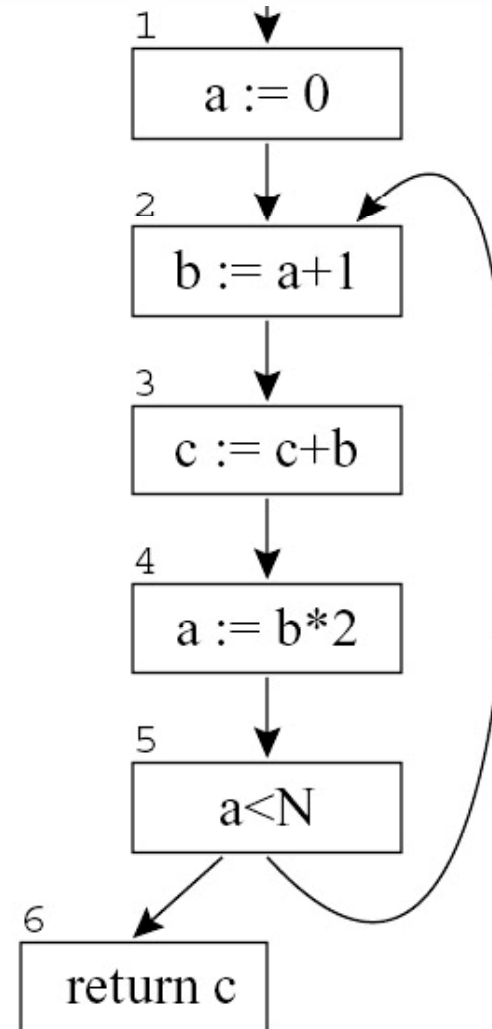 1
a := 0
2
b := a+1
3
c := c+b
4
a := b*2
5
a<N
6
return c